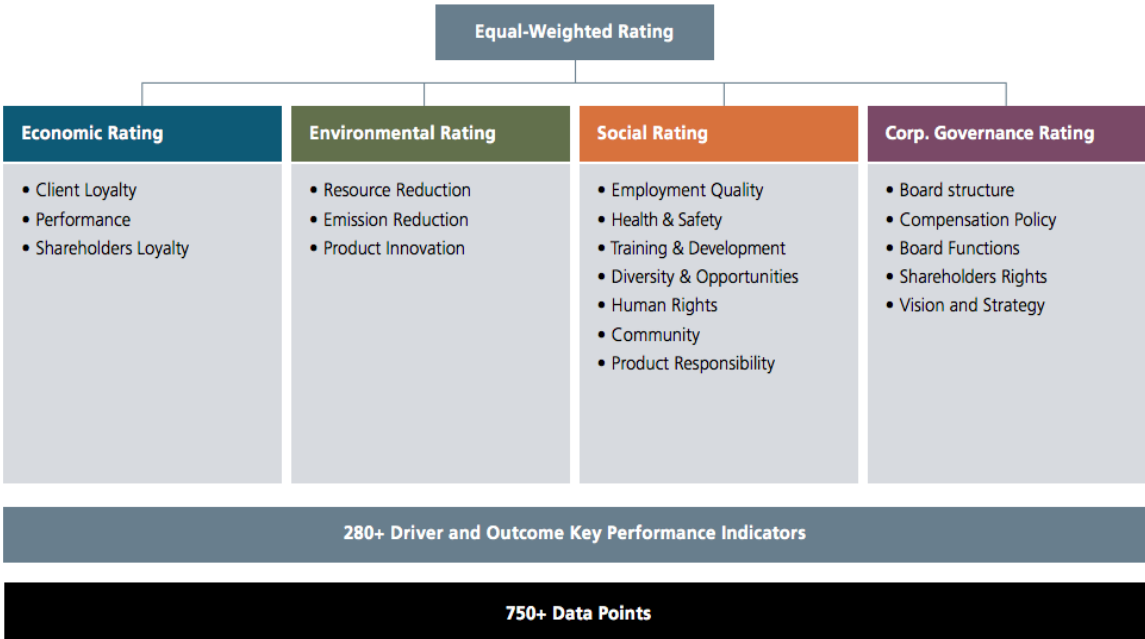 Equal-Weighted Rating
Economic Rating
• Client Loyalty
• Performance
• Shareholders Loyalty
Environmental Rating
• Resource Reduction
• Emission Reduction
• Product Innovation
Social Rating
• Employment Quality
• Health & Safety
• Training & Development
• Diversity & Opportunities
• Human Rights
• Community
• Product Responsibility
Corp. Governance Rating
• Board structure
• Compensation Policy
• Board Functions
• Shareholders Rights
• Vision and Strategy
280+ Driver and Outcome Key Performance Indicators
750+ Data Points